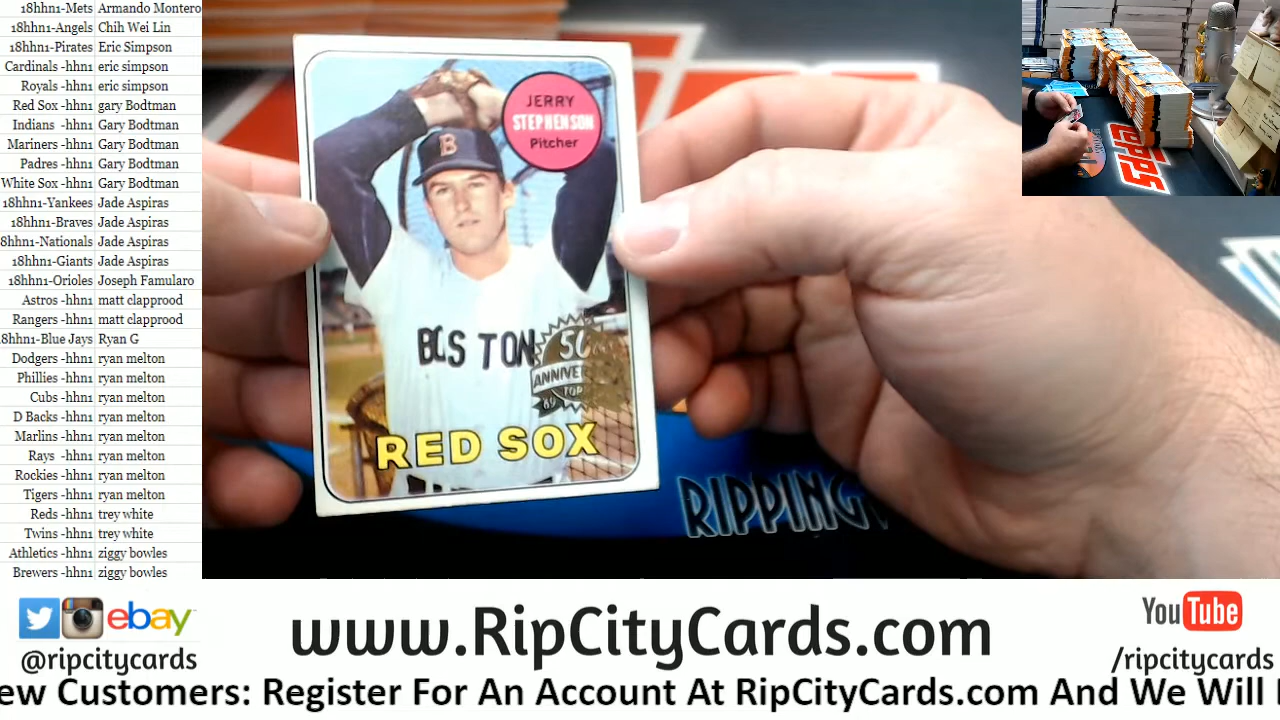 18hhn1-Mets Armando Montero
18hhn1-Angels Chih Wei Lin
18hhn1-Pirates Eric Simpson
Cardinals -hhn1 eric simpson
Royals -hhn1 eric simpson
Red Sox -hhn1 gary Bodtman
Indians -hhn1 Gary Bodtman
Mariners -hhn1 Gary Bodtman
Padres -hhn1 Gary Bodtman
White Sox -hhn1 Gary Bodtman
18hhn1-Yankees Jade Aspiras
18hhn1-Braves Jade Aspiras
8hhn1-Nationals Jade Aspiras
18hhn1-Giants Jade Aspiras
18hhn1-Orioles Joseph Famularo
Astros -hhn1 matt clapprood
Rangers -hhn1 matt clapprood
8hhn1-Blue Jays Ryan G
Dodgers -hhn1 ryan melton
Phillies -hhn1 ryan melton
Cubs -hhn1 ryan melton
D Backs -hhn1 ryan melton
Marlins -hhn1 ryan melton
Rays -hhn1 ryan melton
Rockies -hhn1 ryan melton
Tigers -hhn1 ryan melton
Reds -hhn1 trey white
Twins -hhn1 trey white
Athletics -hhn1 ziggy bowles
Brewers -hhn1 ziggy bowles
JERRY
STEPHENSON
Pitcher
B
BOSTON
50
ANNIVER
69 TOP
RED SOX
RIPPING
Topps
ebay
@ripcitycards
www.RipCityCards.com
YouTube
/ripcitycards
ew Customers: Register For An Account At RipCityCards.com And We Will